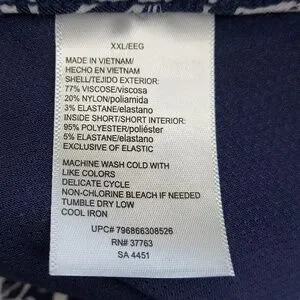 XXL/EEG
MADE IN VIETNAM/
HECHO EN VIETNAM
SHELL/TEJIDO EXTERIOR:
77% VISCOSE/viscosa
20% NYLON/poliamida
3% ELASTANE/elastano
INSIDE SHORT/SHORT INTERIOR:
95% POLYESTER/poliéster
5% ELASTANE/elastano
EXCLUSIVE OF ELASTIC
MACHINE WASH COLD WITH
LIKE COLORS
DELICATE CYCLE
NON-CHLORINE BLEACH IF NEEDED
TUMBLE DRY LOW
COOL IRON
UPC# 796866308526
RN# 37763
SA 4451